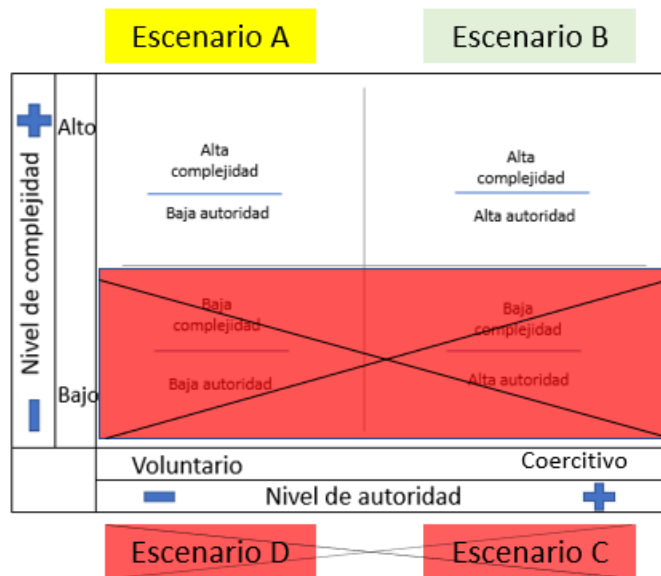 Escenario A
Escenario B
Nivel de complejidad
Alto
Alta
complejidad
Baja autoridad
Alta
complejidad
Alta autoridad
Bajo
Baja
complejidad
Baja autoridad
Baja
complejidad
Alta autoridad
Voluntario
Coercitivo
Nivel de autoridad
Escenario D
Escenario C